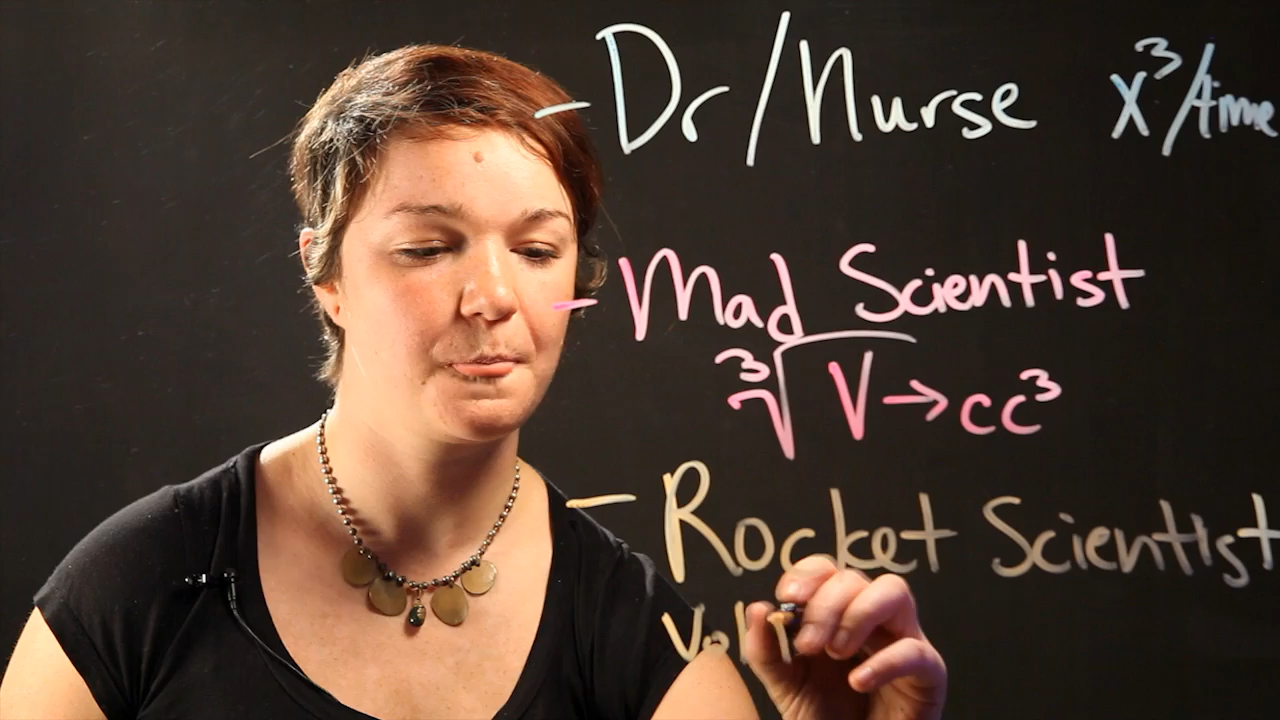 - Dr/Nurse x³/time
- Mad Scientist
∛V → cc³
- Rocket Scientist